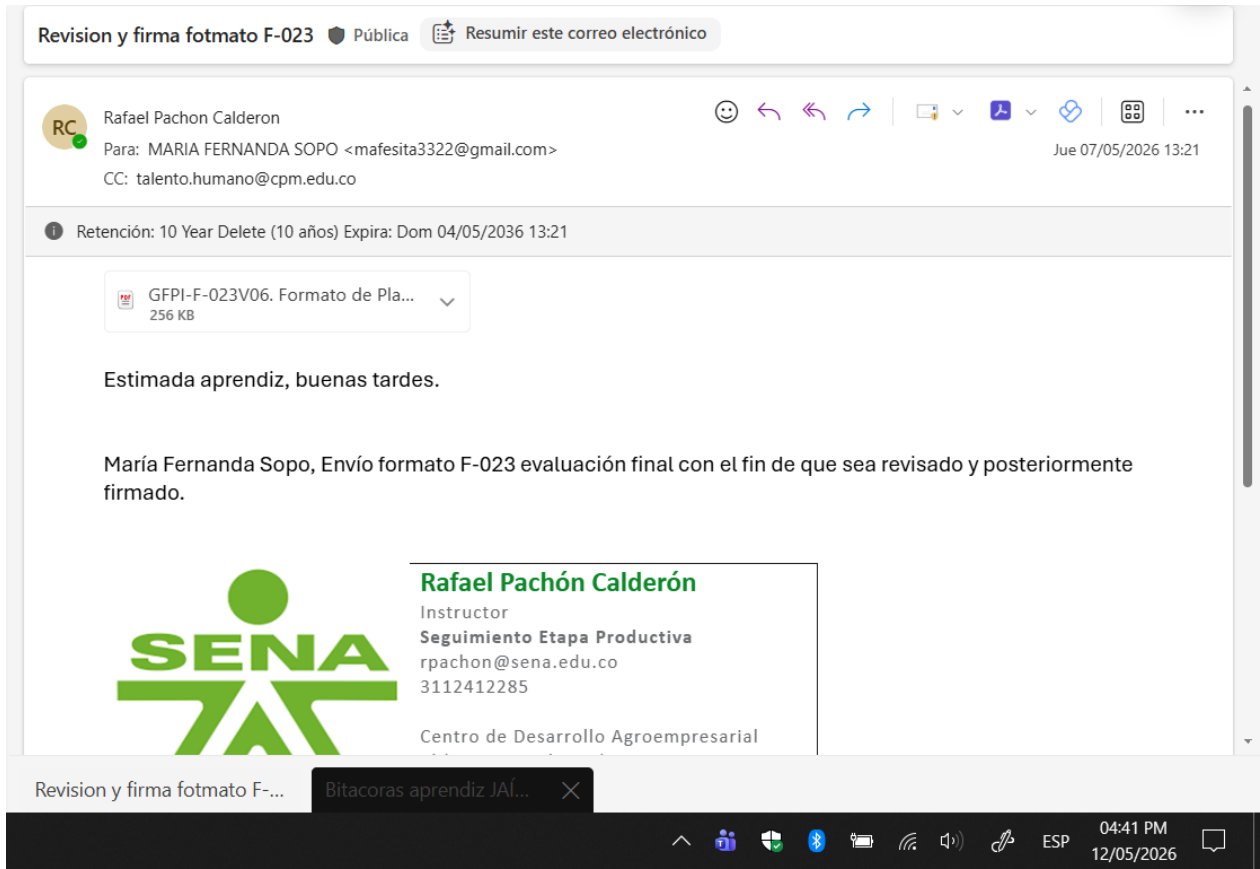 Revision y firma fotmato F-023 Pública Resumir este correo electrónico
RC
Rafael Pachon Calderon
Para: MARIA FERNANDA SOPO <mafesita3322@gmail.com>
Jue 07/05/2026 13:21
CC: talento.humano@cpm.edu.co
Retención: 10 Year Delete (10 años) Expira: Dom 04/05/2036 13:21
PDF
GFPI-F-023V06. Formato de Pla...
256 KB
Estimada aprendiz, buenas tardes.
María Fernanda Sopo, Envío formato F-023 evaluación final con el fin de que sea revisado y posteriormente
firmado.
SENA
Rafael Pachón Calderón
Instructor
Seguimiento Etapa Productiva
rpachon@sena.edu.co
3112412285
Centro de Desarrollo Agroempresarial
Revision y firma fotmato F-...
Bitacoras aprendiz JAÍ...
ESP
04:41 PM
12/05/2026